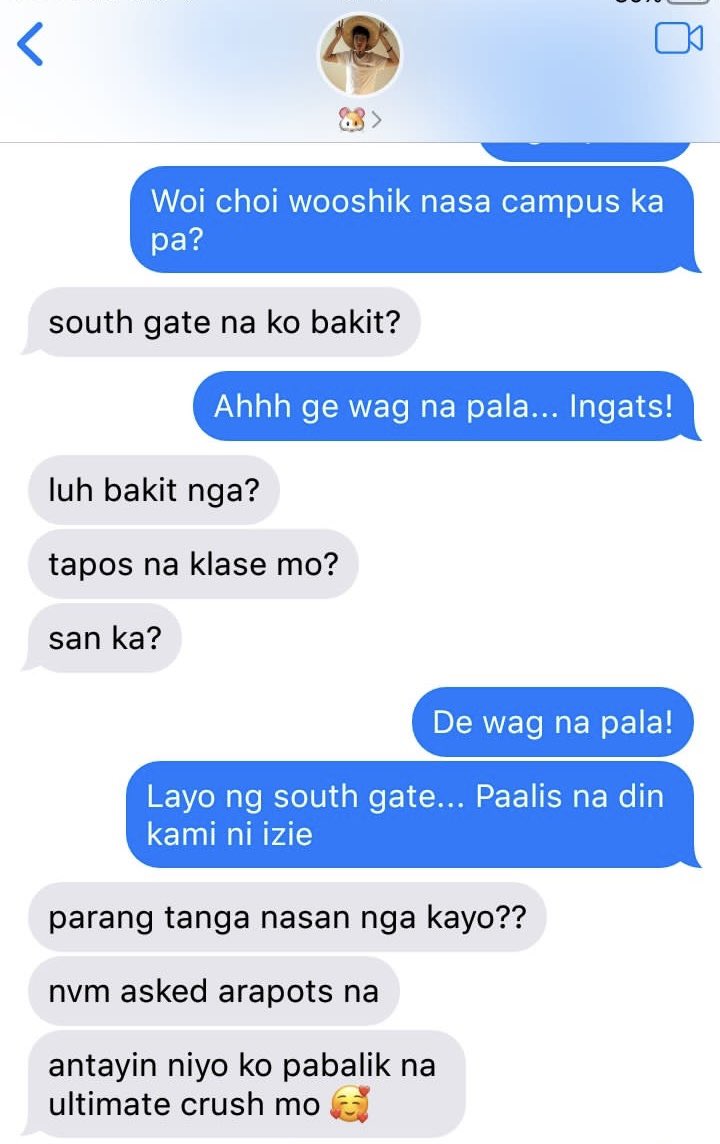 🐹
Woi choi wooshik nasa campus ka
pa?
south gate na ko bakit?
Ahhh ge wag na pala... Ingats!
luh bakit nga?
tapos na klase mo?
san ka?
De wag na pala!
Layo ng south gate... Paalis na din
kami ni izie
parang tanga nasan nga kayo??
nvm asked arapots na
antayin niyo ko pabalik na
ultimate crush mo 🥰